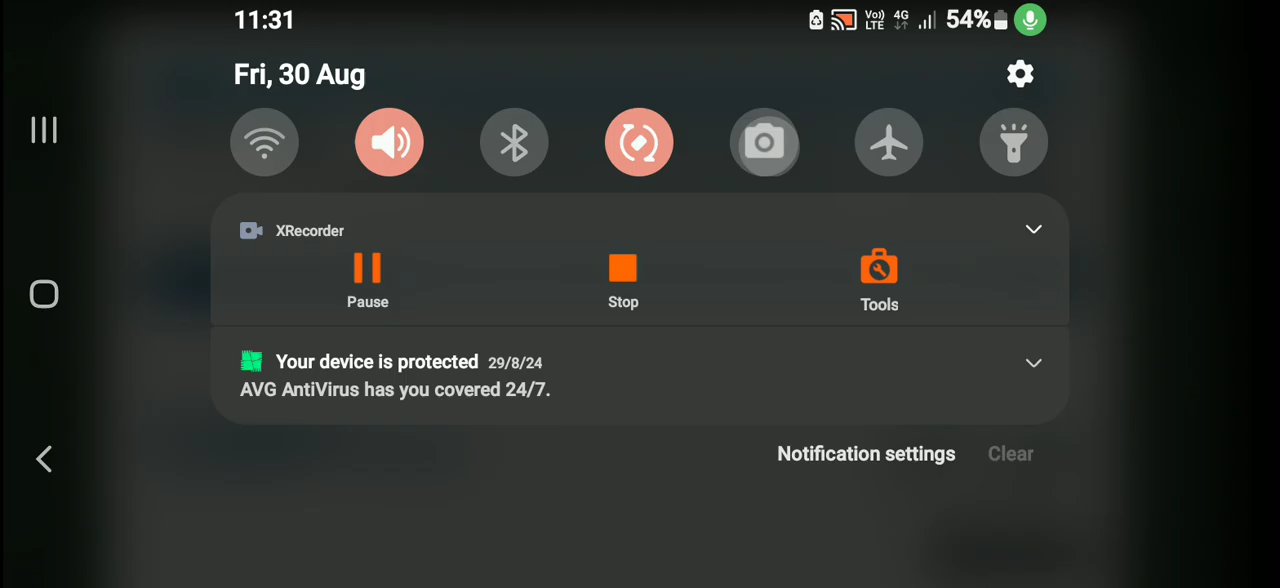 11:31
Vo)) LTE 4G 54%
Fri, 30 Aug
XRecorder
Pause Stop Tools
Your device is protected 29/8/24
AVG AntiVirus has you covered 24/7.
Notification settings Clear